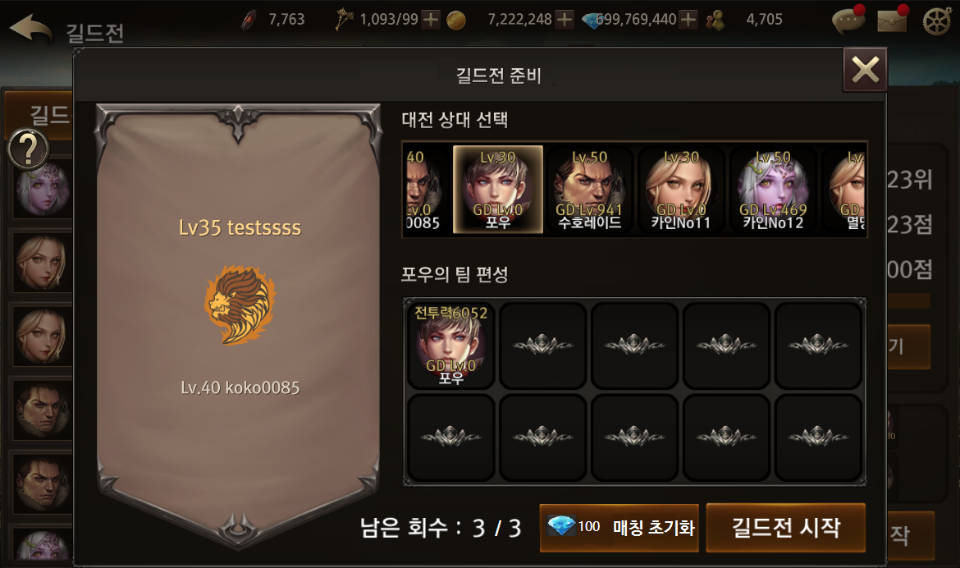 길드전
7,763
1,093/99
7,222,248
699,769,440
4,705
길드전 준비
길드
?
23위
23점
00점
기
작
Lv35 testssss
Lv.40 koko0085
대전 상대 선택
40
v.0
0085
Lv.30
GD Lv.0
포우
Lv.50
GD Lv.941
수호레이드
Lv.30
GD Lv.0
카인No11
Lv.50
GD Lv.469
카인No12
Lv
GD
멸망
포우의 팀 편성
전투력6052
GD Lv.0
포우
남은 회수 : 3 / 3
100 매칭 초기화
길드전 시작